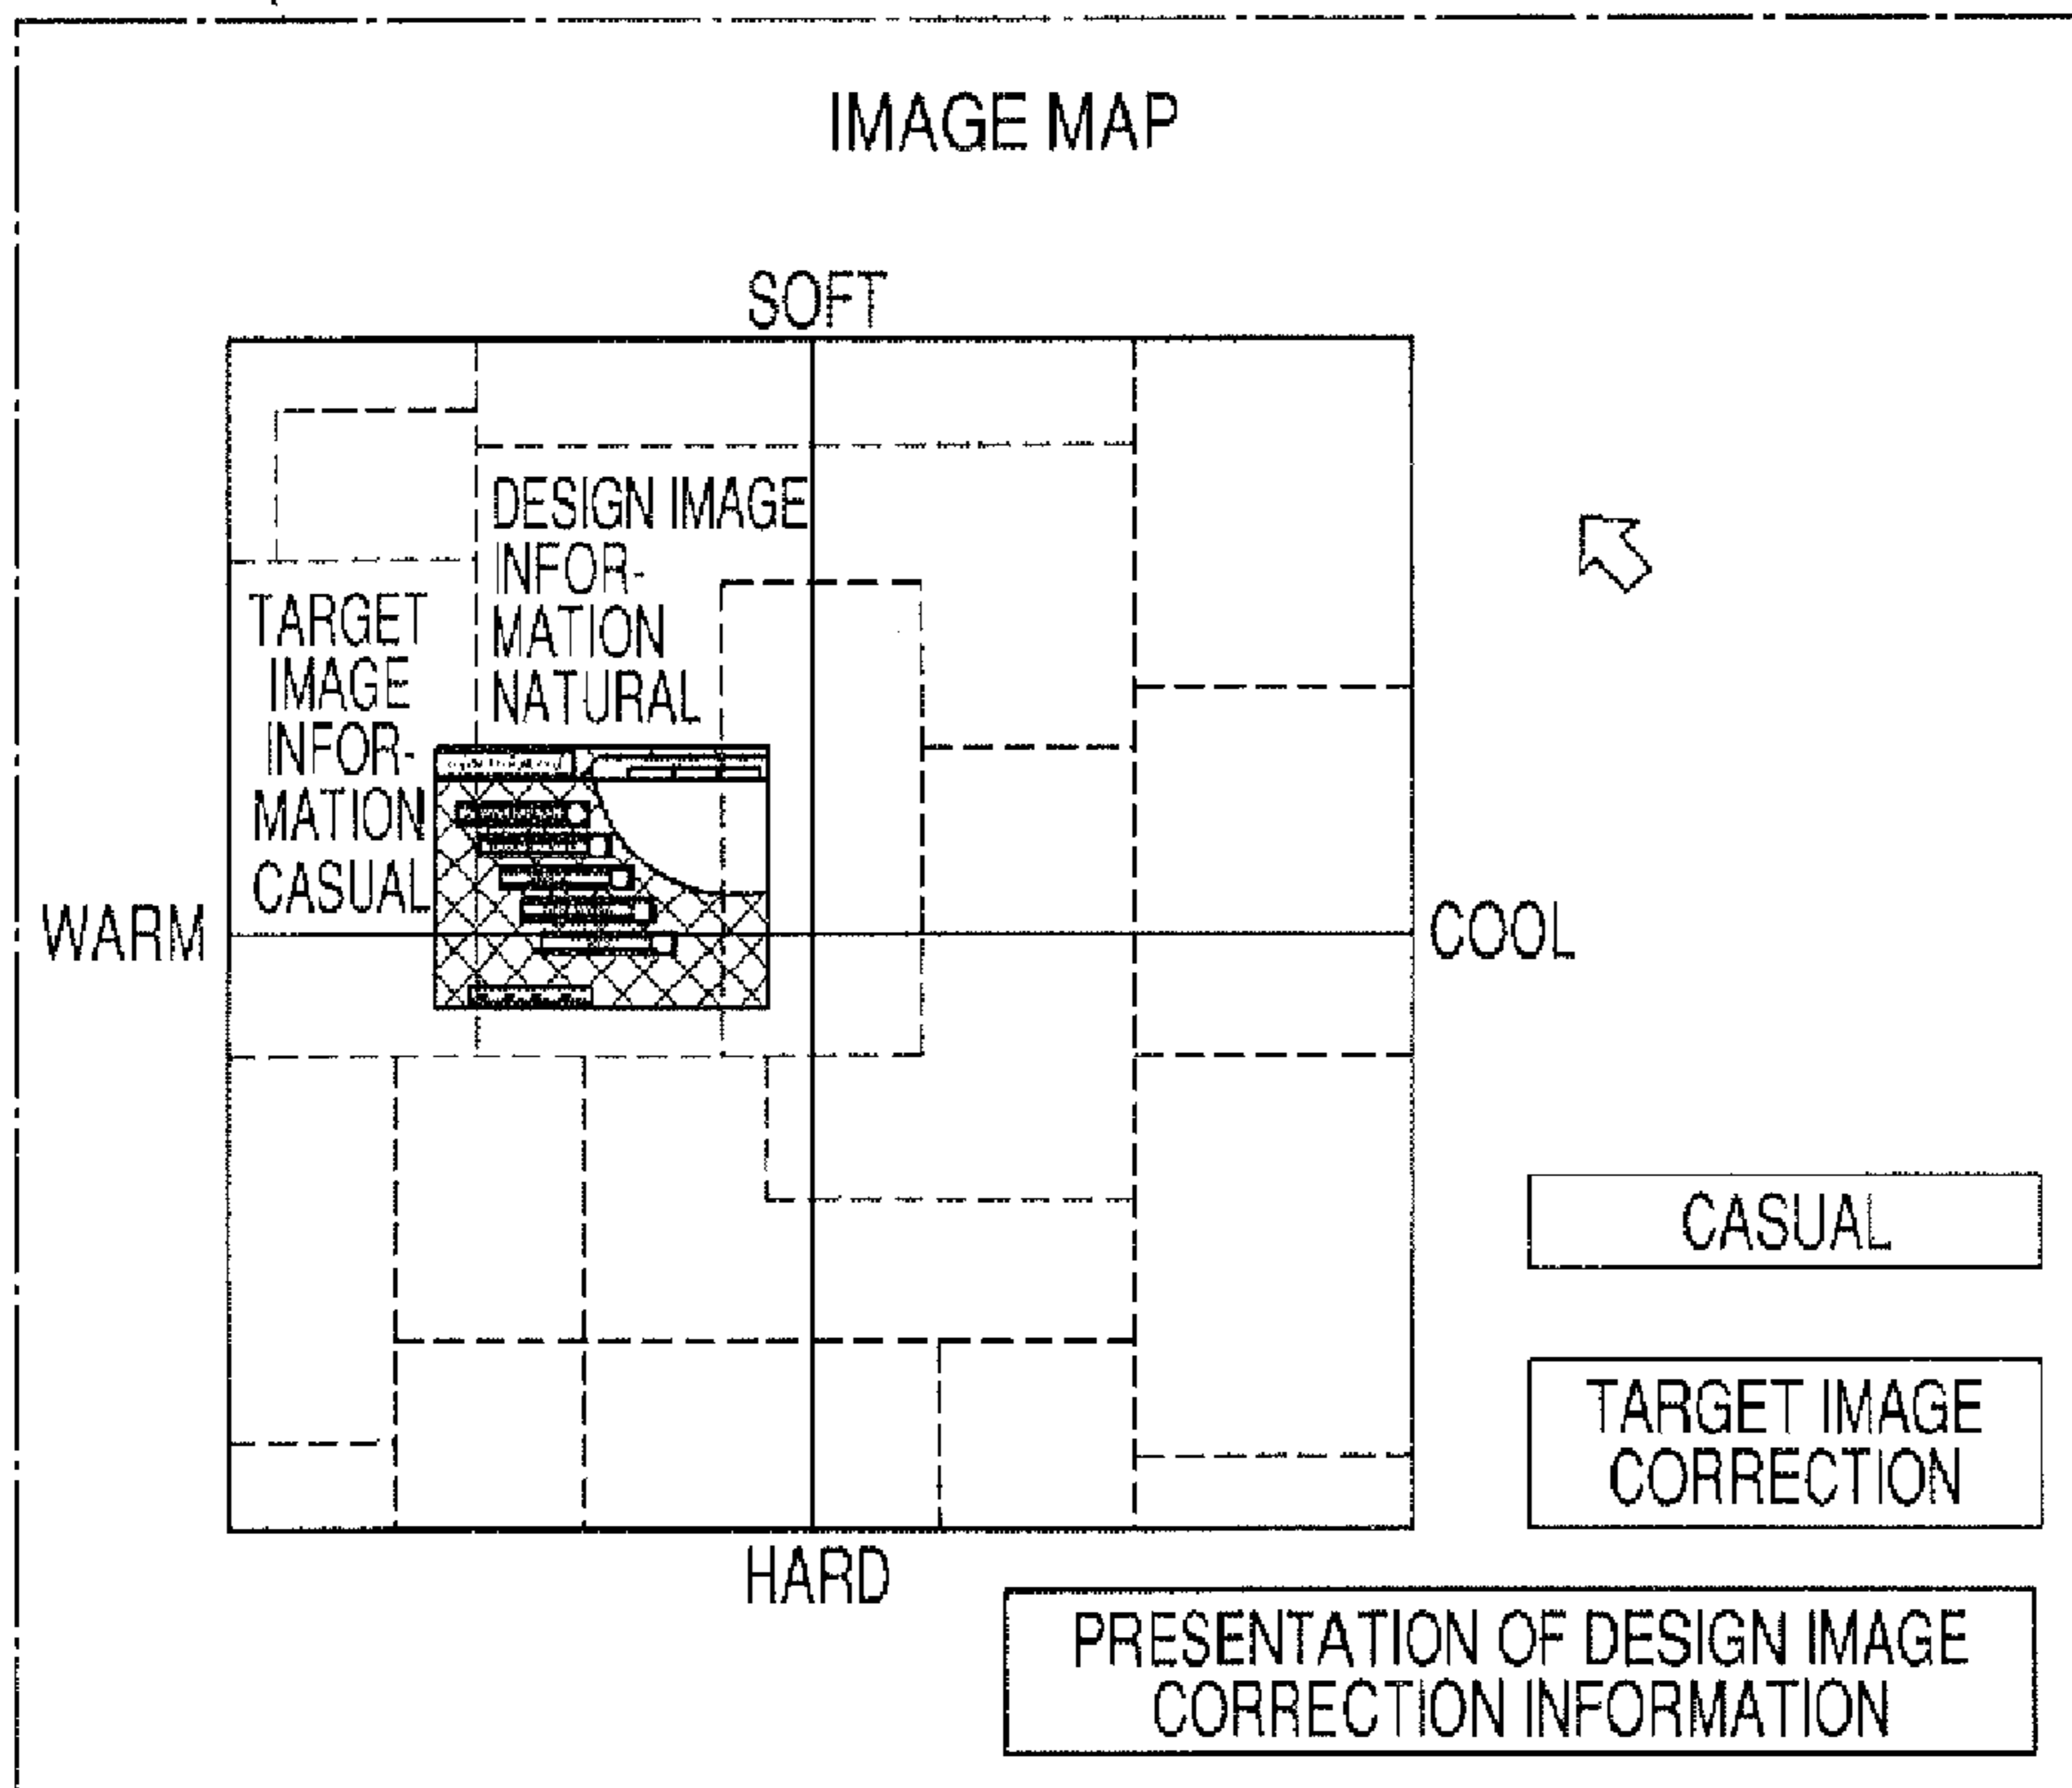 IMAGE MAP
SOFT
DESIGN IMAGE
INFOR-
MATION
NATURAL
TARGET
IMAGE
INFOR-
MATION
CASUAL
WARM
COOL
CASUAL
TARGET IMAGE
CORRECTION
HARD
PRESENTATION OF DESIGN IMAGE
CORRECTION INFORMATION